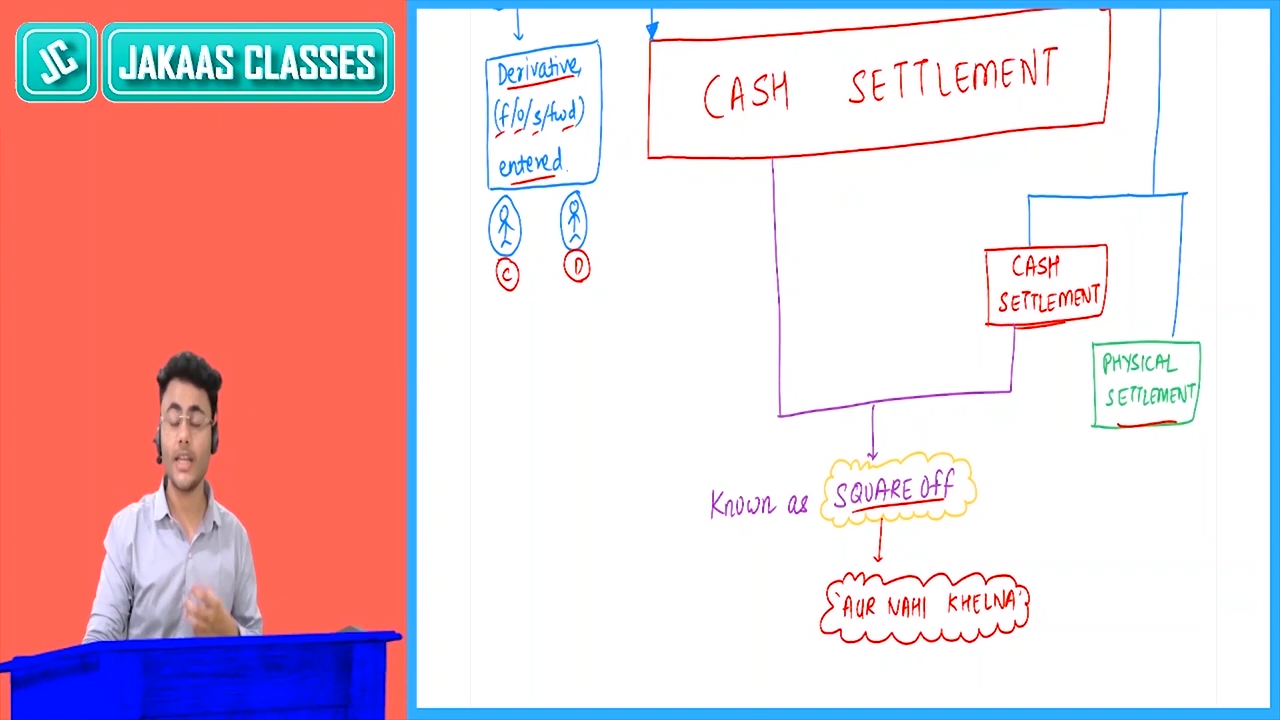 JC
JAKAAS CLASSES
Derivative,
(f/o/s/fwd)
entered.
C
D
CASH SETTLEMENT
CASH
SETTLEMENT
PHYSICAL
SETTLEMENT
Known as SQUARE Off
'AUR NAHI KHELNA'